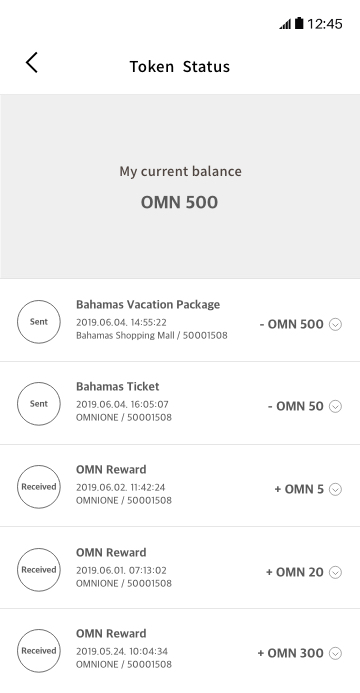 12:45
Token Status
My current balance
OMN 500
Sent
Bahamas Vacation Package
2019.06.04. 14:55:22
Bahamas Shopping Mall / 50001508
- OMN 500
Sent
Bahamas Ticket
2019.06.04. 16:05:07
OMNIONE / 50001508
- OMN 50
Received
OMN Reward
2019.06.02. 11:42:24
OMNIONE / 50001508
+ OMN 5
Received
OMN Reward
2019.06.01. 07:13:02
OMNIONE / 50001508
+ OMN 20
Received
OMN Reward
2019.05.24. 10:04:34
OMNIONE / 50001508
+ OMN 300